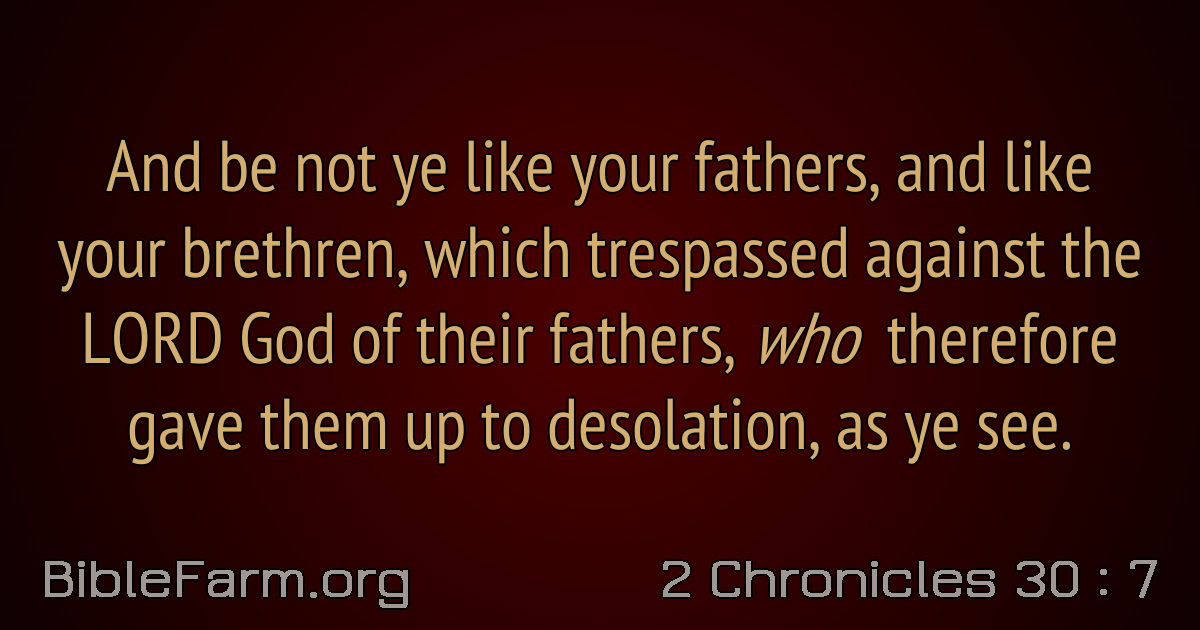 And be not ye like your fathers, and like
your brethren, which trespassed against the
LORD God of their fathers, who therefore
gave them up to desolation, as ye see.
BibleFarm.org
2 Chronicles 30 : 7